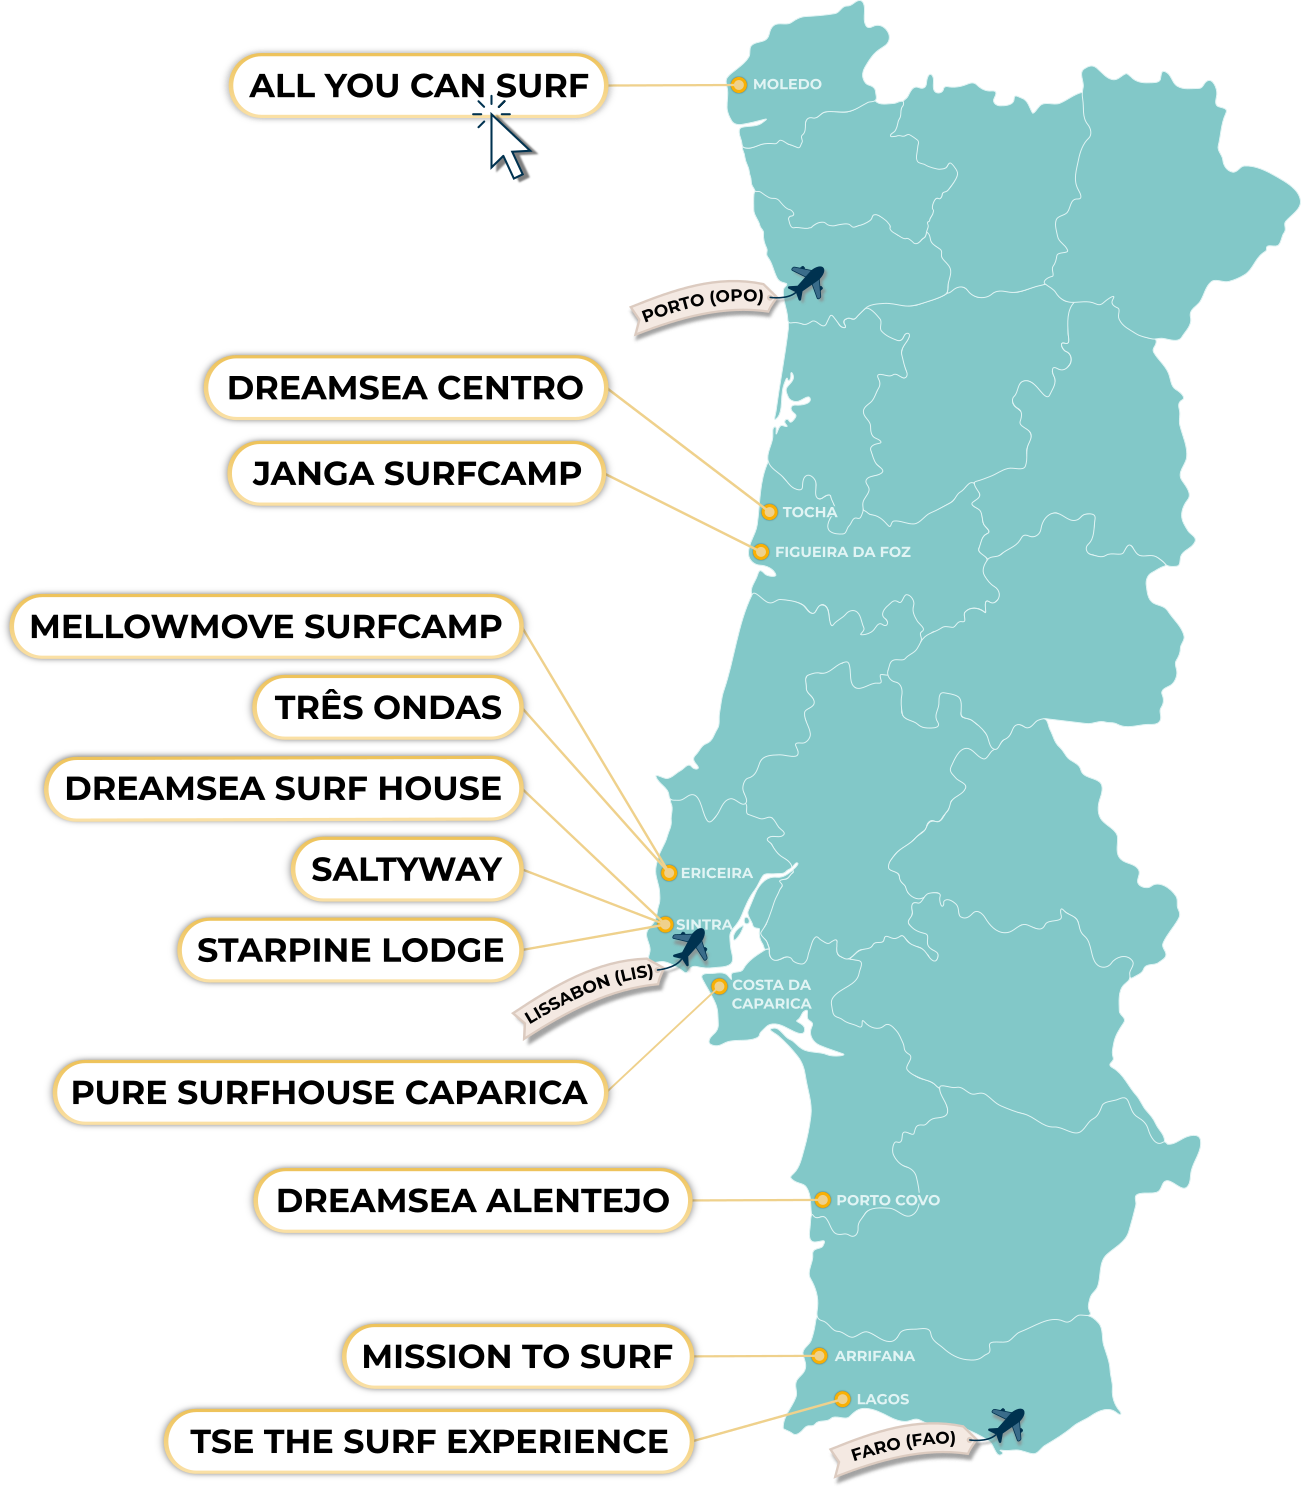 ALL YOU CAN SURF
MOLEDO
PORTO (OPO)
DREAMSEA CENTRO
JANGA SURFCAMP
TOCHA
FIGUEIRA DA FOZ
MELLOWMOVE SURFCAMP
TRÊS ONDAS
DREAMSEA SURF HOUSE
SALTYWAY
ERICEIRA
STARPINE LODGE
SINTRA
LISSABON (LIS)
COSTA DA
CAPARICA
PURE SURFHOUSE CAPARICA
DREAMSEA ALENTEJO
PORTO COVO
MISSION TO SURF
ARRIFANA
LAGOS
TSE THE SURF EXPERIENCE
FARO (FAO)